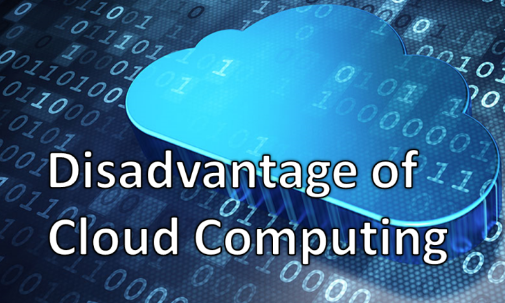 Disadvantage of
Cloud Computing